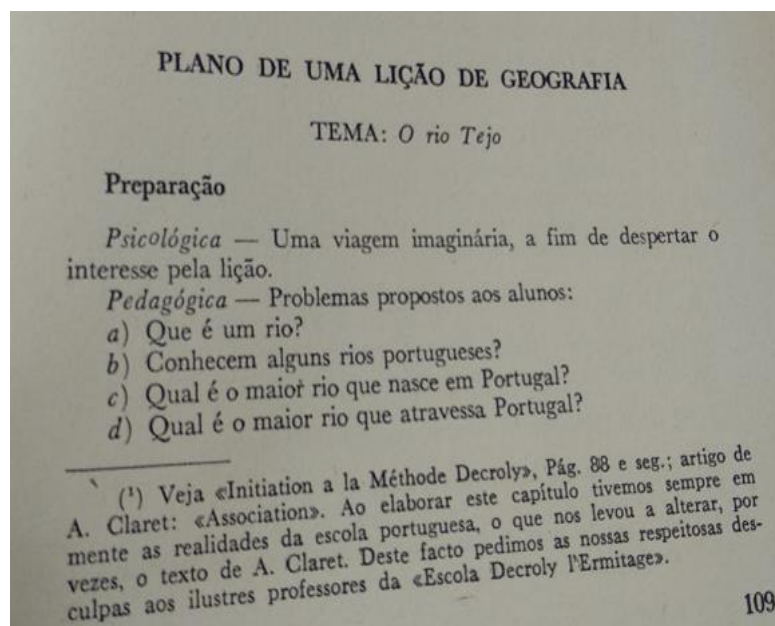 PLANO DE UMA LIÇÃO DE GEOGRAFIA
TEMA: O rio Tejo
Preparação
Psicológica — Uma viagem imaginária, a fim de despertar o
interesse pela lição.
Pedagógica — Problemas propostos aos alunos:
a) Que é um rio?
b) Conhecem alguns rios portugueses?
c) Qual é o maior rio que nasce em Portugal?
d) Qual é o maior rio que atravessa Portugal?
(¹) Veja «Initiation a la Méthode Decroly», Pág. 88 e seg.; artigo de
A. Claret: «Association». Ao elaborar este capítulo tivemos sempre em
mente as realidades da escola portuguesa, o que nos levou a alterar, por
vezes, o texto de A. Claret. Deste facto pedimos as nossas respeitosas des-
culpas aos ilustres professores da «Escola Decroly l'Ermitage».
109